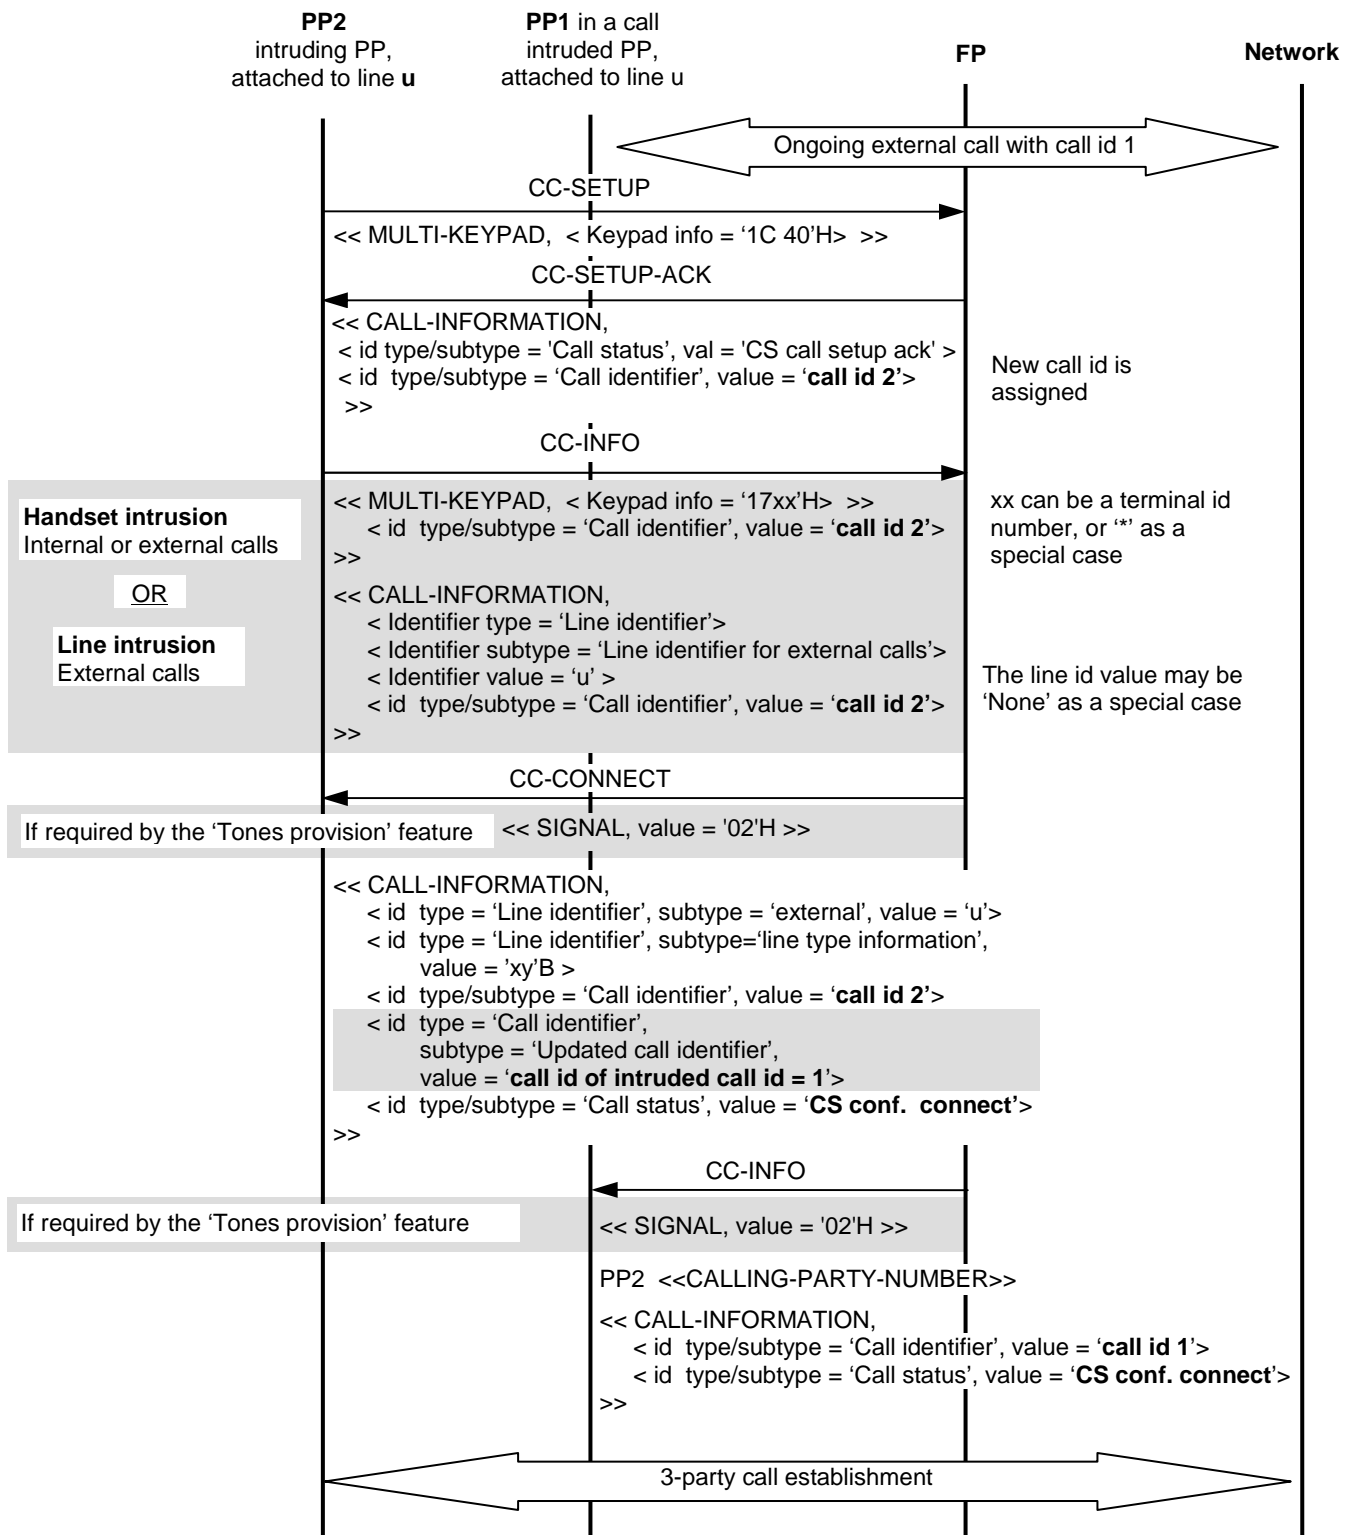 PP2
intruding PP,
attached to line u
PP1 in a call
intruded PP,
attached to line u
FP
Network
Ongoing external call with call id 1
CC-SETUP
<< MULTI-KEYPAD, < Keypad info = ‘1C 40’H> >>
CC-SETUP-ACK
<< CALL-INFORMATION,
< id type/subtype = 'Call status', val = 'CS call setup ack' >
< id type/subtype = ‘Call identifier’, value = ‘call id 2’>
>>
New call id is
assigned
CC-INFO
Handset intrusion
Internal or external calls
OR
Line intrusion
External calls
<< MULTI-KEYPAD, < Keypad info = ‘17xx’H> >>
< id type/subtype = ‘Call identifier’, value = ‘call id 2’>
>>
<< CALL-INFORMATION,
< Identifier type = ‘Line identifier’>
< Identifier subtype = ‘Line identifier for external calls’>
< Identifier value = ‘u’ >
< id type/subtype = ‘Call identifier’, value = ‘call id 2’>
>>
xx can be a terminal id
number, or ‘*’ as a
special case
The line id value may be
‘None’ as a special case
CC-CONNECT
If required by the ‘Tones provision’ feature
<< SIGNAL, value = '02'H >>
<< CALL-INFORMATION,
< id type = ‘Line identifier’, subtype = ‘external’, value = ‘u’>
< id type = ‘Line identifier’, subtype=‘line type information’,
value = ’xy’B >
< id type/subtype = ‘Call identifier’, value = ‘call id 2’>
< id type = ‘Call identifier’,
subtype = ‘Updated call identifier’,
value = ‘call id of intruded call id = 1’>
< id type/subtype = ‘Call status’, value = ‘CS conf. connect’>
>>
CC-INFO
If required by the ‘Tones provision’ feature
<< SIGNAL, value = '02'H >>
PP2 <<CALLING-PARTY-NUMBER>>
<< CALL-INFORMATION,
< id type/subtype = ‘Call identifier’, value = ‘call id 1’>
< id type/subtype = ‘Call status’, value = ‘CS conf. connect’>
>>
3-party call establishment